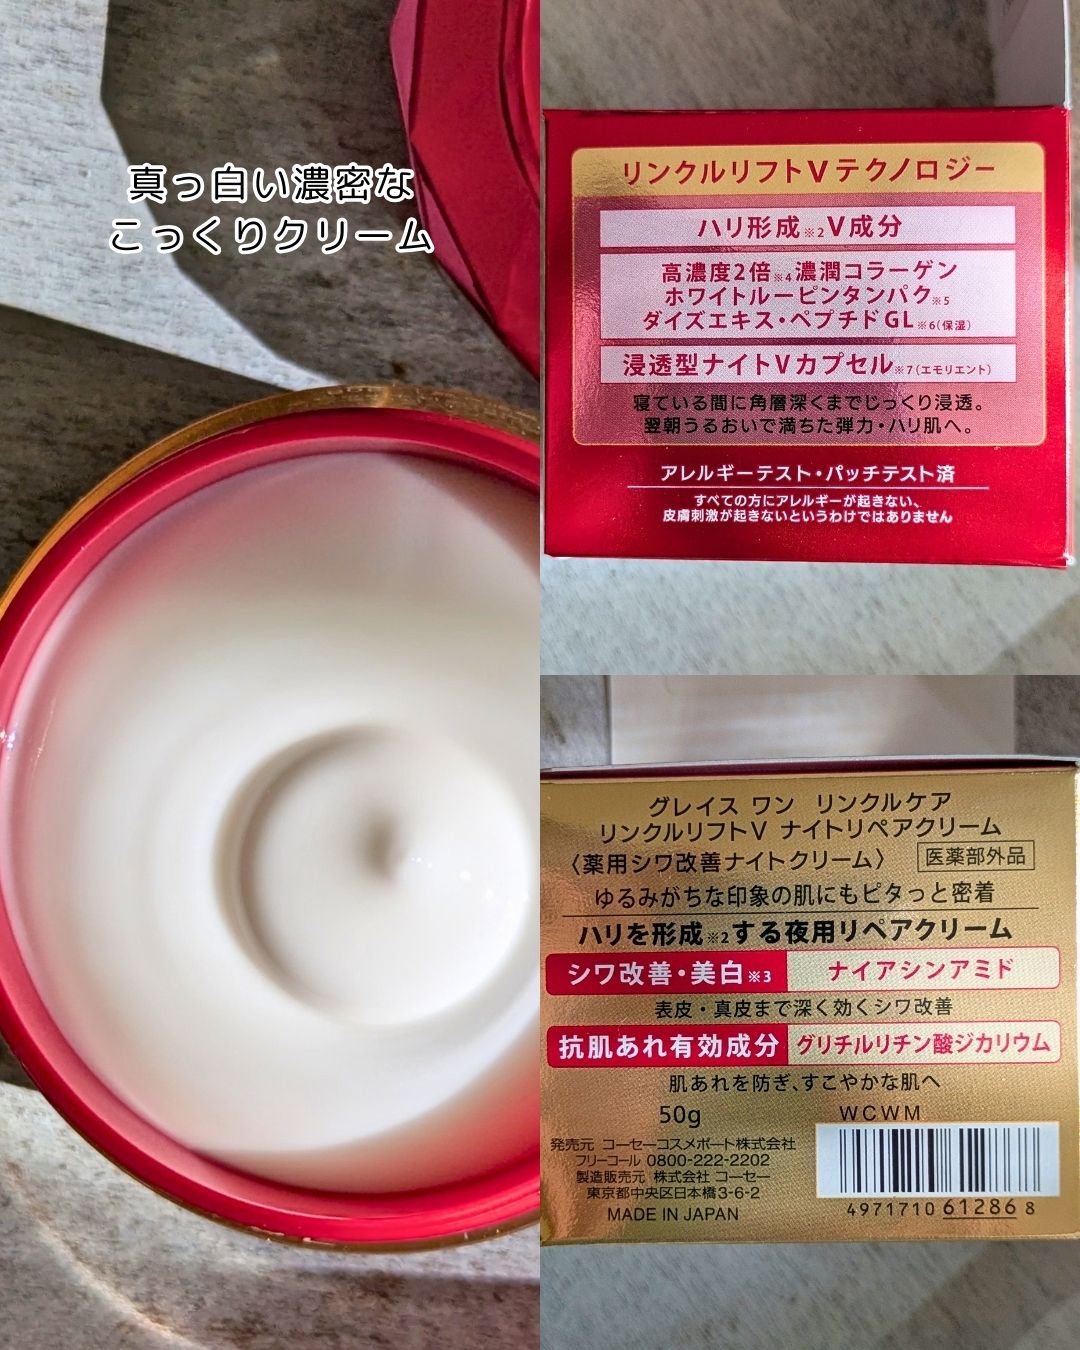 真っ白い濃密な
こっくりクリーム
リンクルリフトVテクノロジー
ハリ形成※2V成分
高濃度2倍※4濃潤コラーゲン
ホワイトルーピンタンパク※5
ダイズエキス・ペプチドGL※6(保湿)
浸透型ナイトVカプセル※7(エモリエント)
寝ている間に角層深くまでじっくり浸透。
翌朝うるおいで満ちた弾力・ハリ肌へ。
アレルギーテスト・パッチテスト済
すべての方にアレルギーが起きない、
皮膚刺激が起きないというわけではありません
グレイス ワン リンクルケア
リンクルリフトV ナイトリペアクリーム
〈薬用シワ改善ナイトクリーム〉 医薬部外品
ゆるみがちな印象の肌にもピタっと密着
ハリを形成※2する夜用リペアクリーム
シワ改善・美白※3 ナイアシンアミド
表皮・真皮まで深く効くシワ改善
抗肌あれ有効成分 グリチルリチン酸ジカリウム
肌あれを防ぎ、すこやかな肌へ
50g WCWM
発売元 コーセーコスメポート株式会社
フリーコール 0800-222-2202
製造販売元 株式会社 コーセー
東京都中央区日本橋3-6-2
MADE IN JAPAN
4971710 61286 8